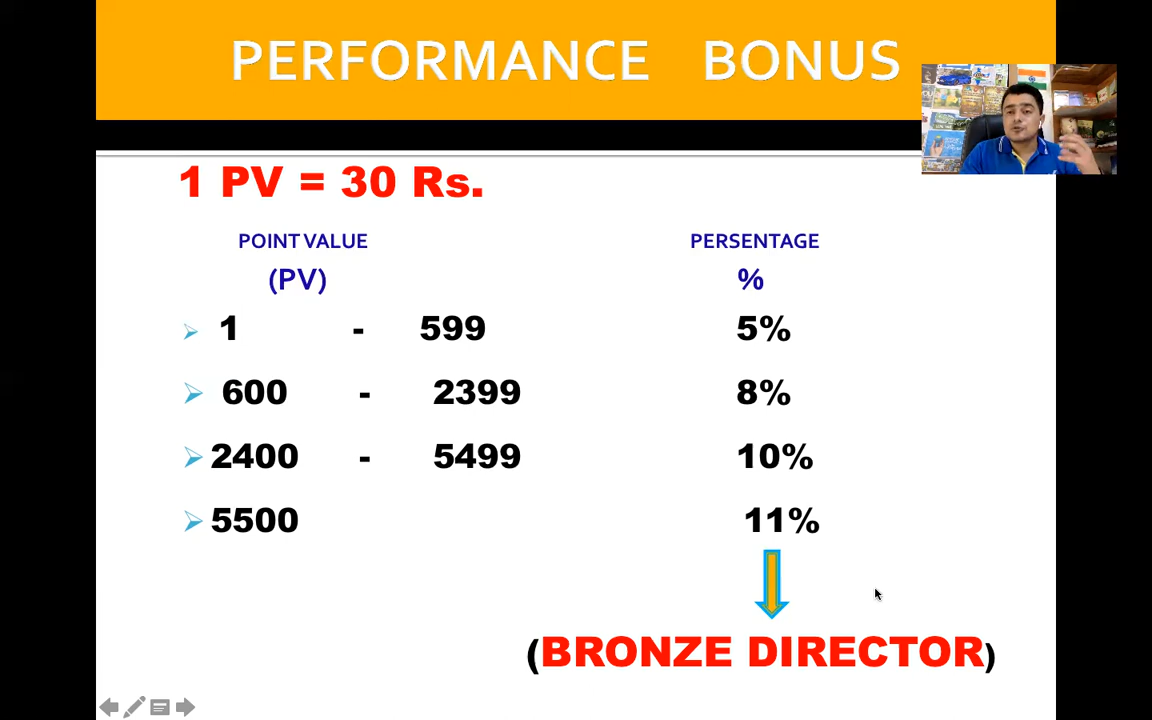 PERFORMANCE BONUS
1 PV = 30 Rs.
POINT VALUE PERSENTAGE
(PV) %
1 - 599 5%
600 - 2399 8%
2400 - 5499 10%
5500 11%
(BRONZE DIRECTOR)